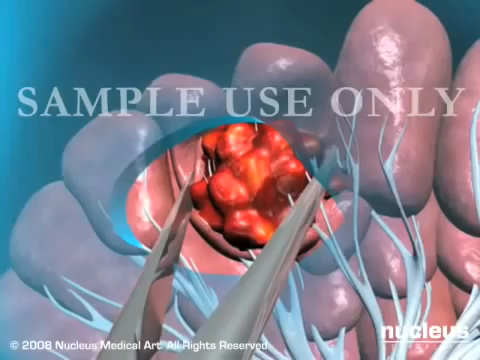 SAMPLE USE ONLY
nucleus
© 2008 Nucleus Medical Art. All Rights Reserved.